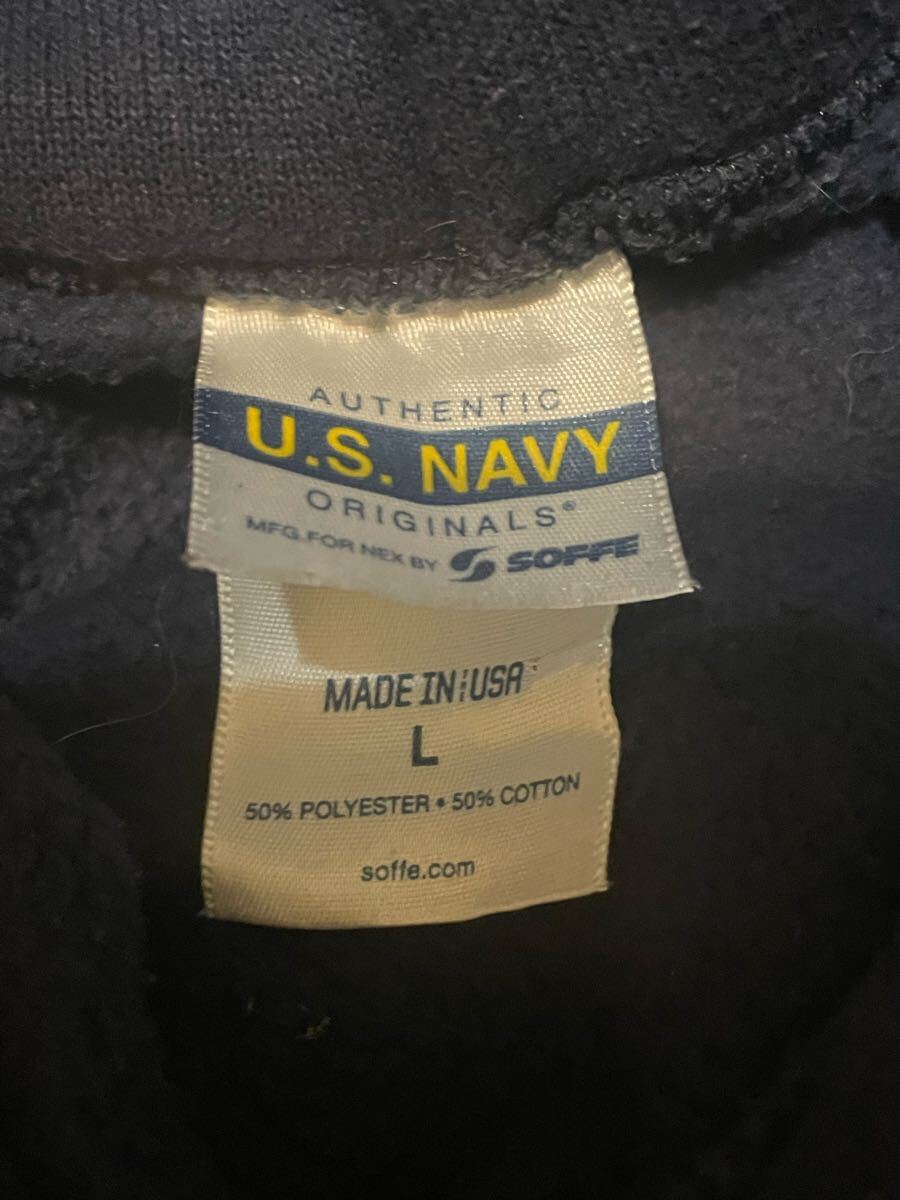 AUTHENTIC
U.S. NAVY
ORIGINALS®
MFG. FOR NEX BY SOFFE
MADE IN USA
L
50% POLYESTER • 50% COTTON
soffe.com